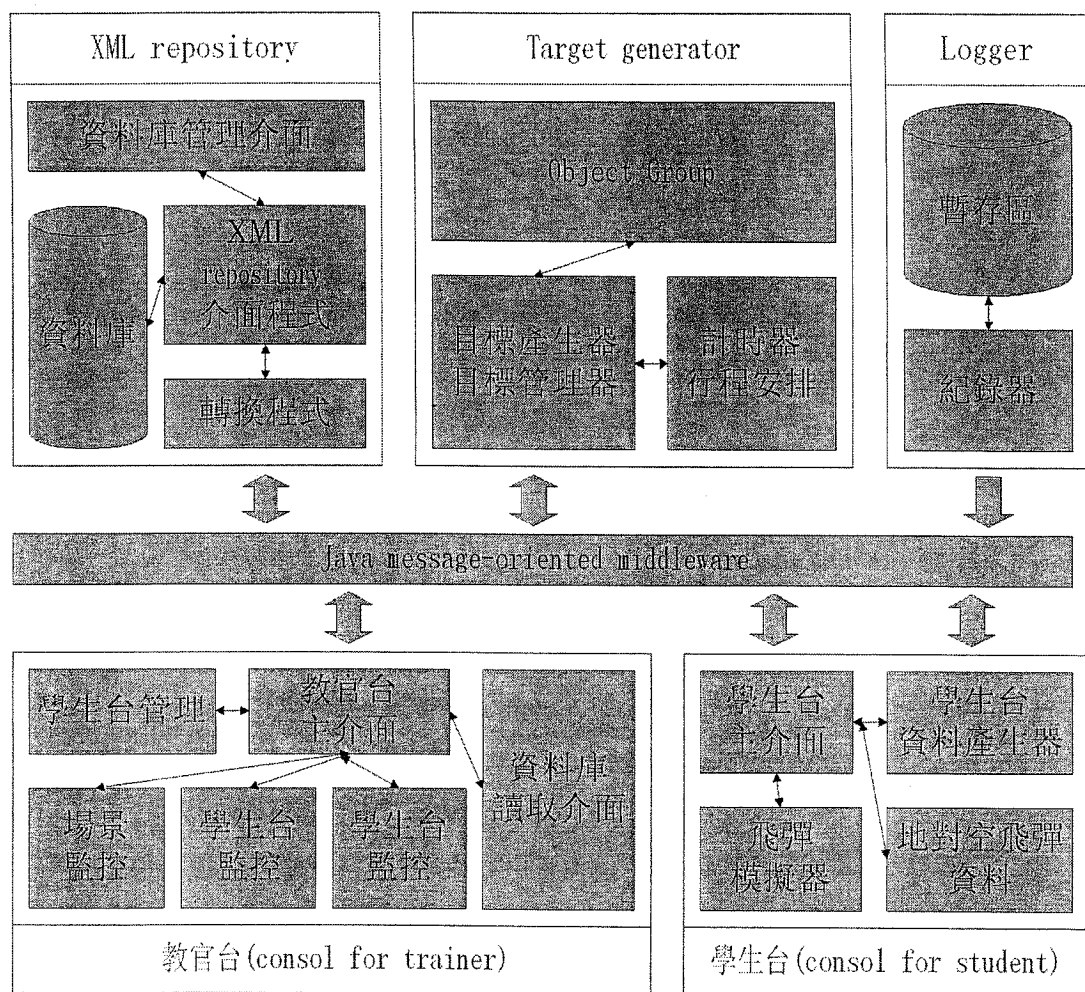 XML repository
資料庫管理介面
資料庫
XML
repository
介面程式
轉換程式
Target generator
Object Group
目標產生器
目標管理器
計時器
行程安排
Logger
暫存區
紀錄器
Java message-oriented middleware
學生台管理
教官台
主介面
資料庫
讀取介面
場景
監控
學生台
監控
學生台
監控
教官台(consol for trainer)
學生台
主介面
學生台
資料產生器
飛彈
模擬器
地對空飛彈
資料
學生台(consol for student)